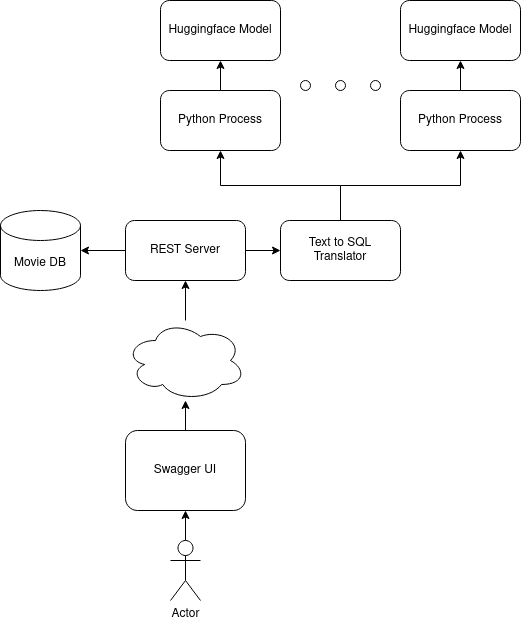 Huggingface Model
Huggingface Model
Python Process
Python Process
Movie DB
REST Server
Text to SQL
Translator
Swagger UI
Actor